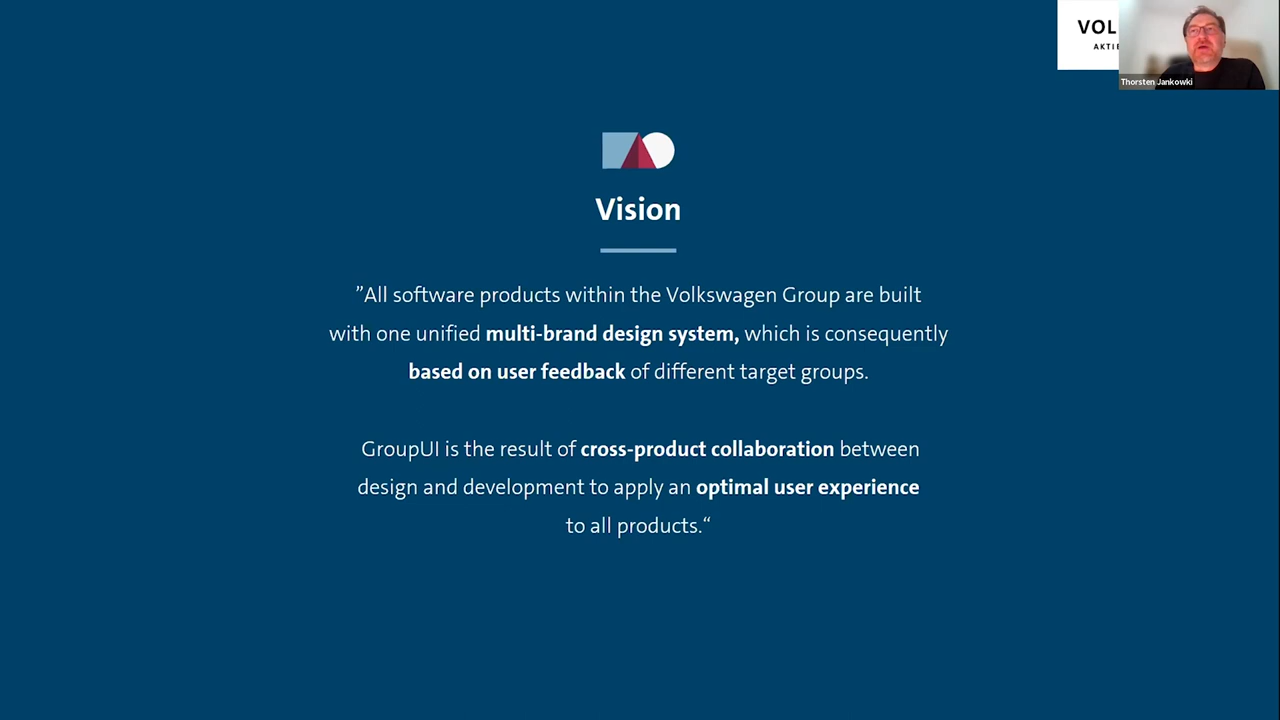 VOL
AKTIE
Thorsten Jankowki
Vision
”All software products within the Volkswagen Group are built
with one unified multi-brand design system, which is consequently
based on user feedback of different target groups.
GroupUI is the result of cross-product collaboration between
design and development to apply an optimal user experience
to all products.“